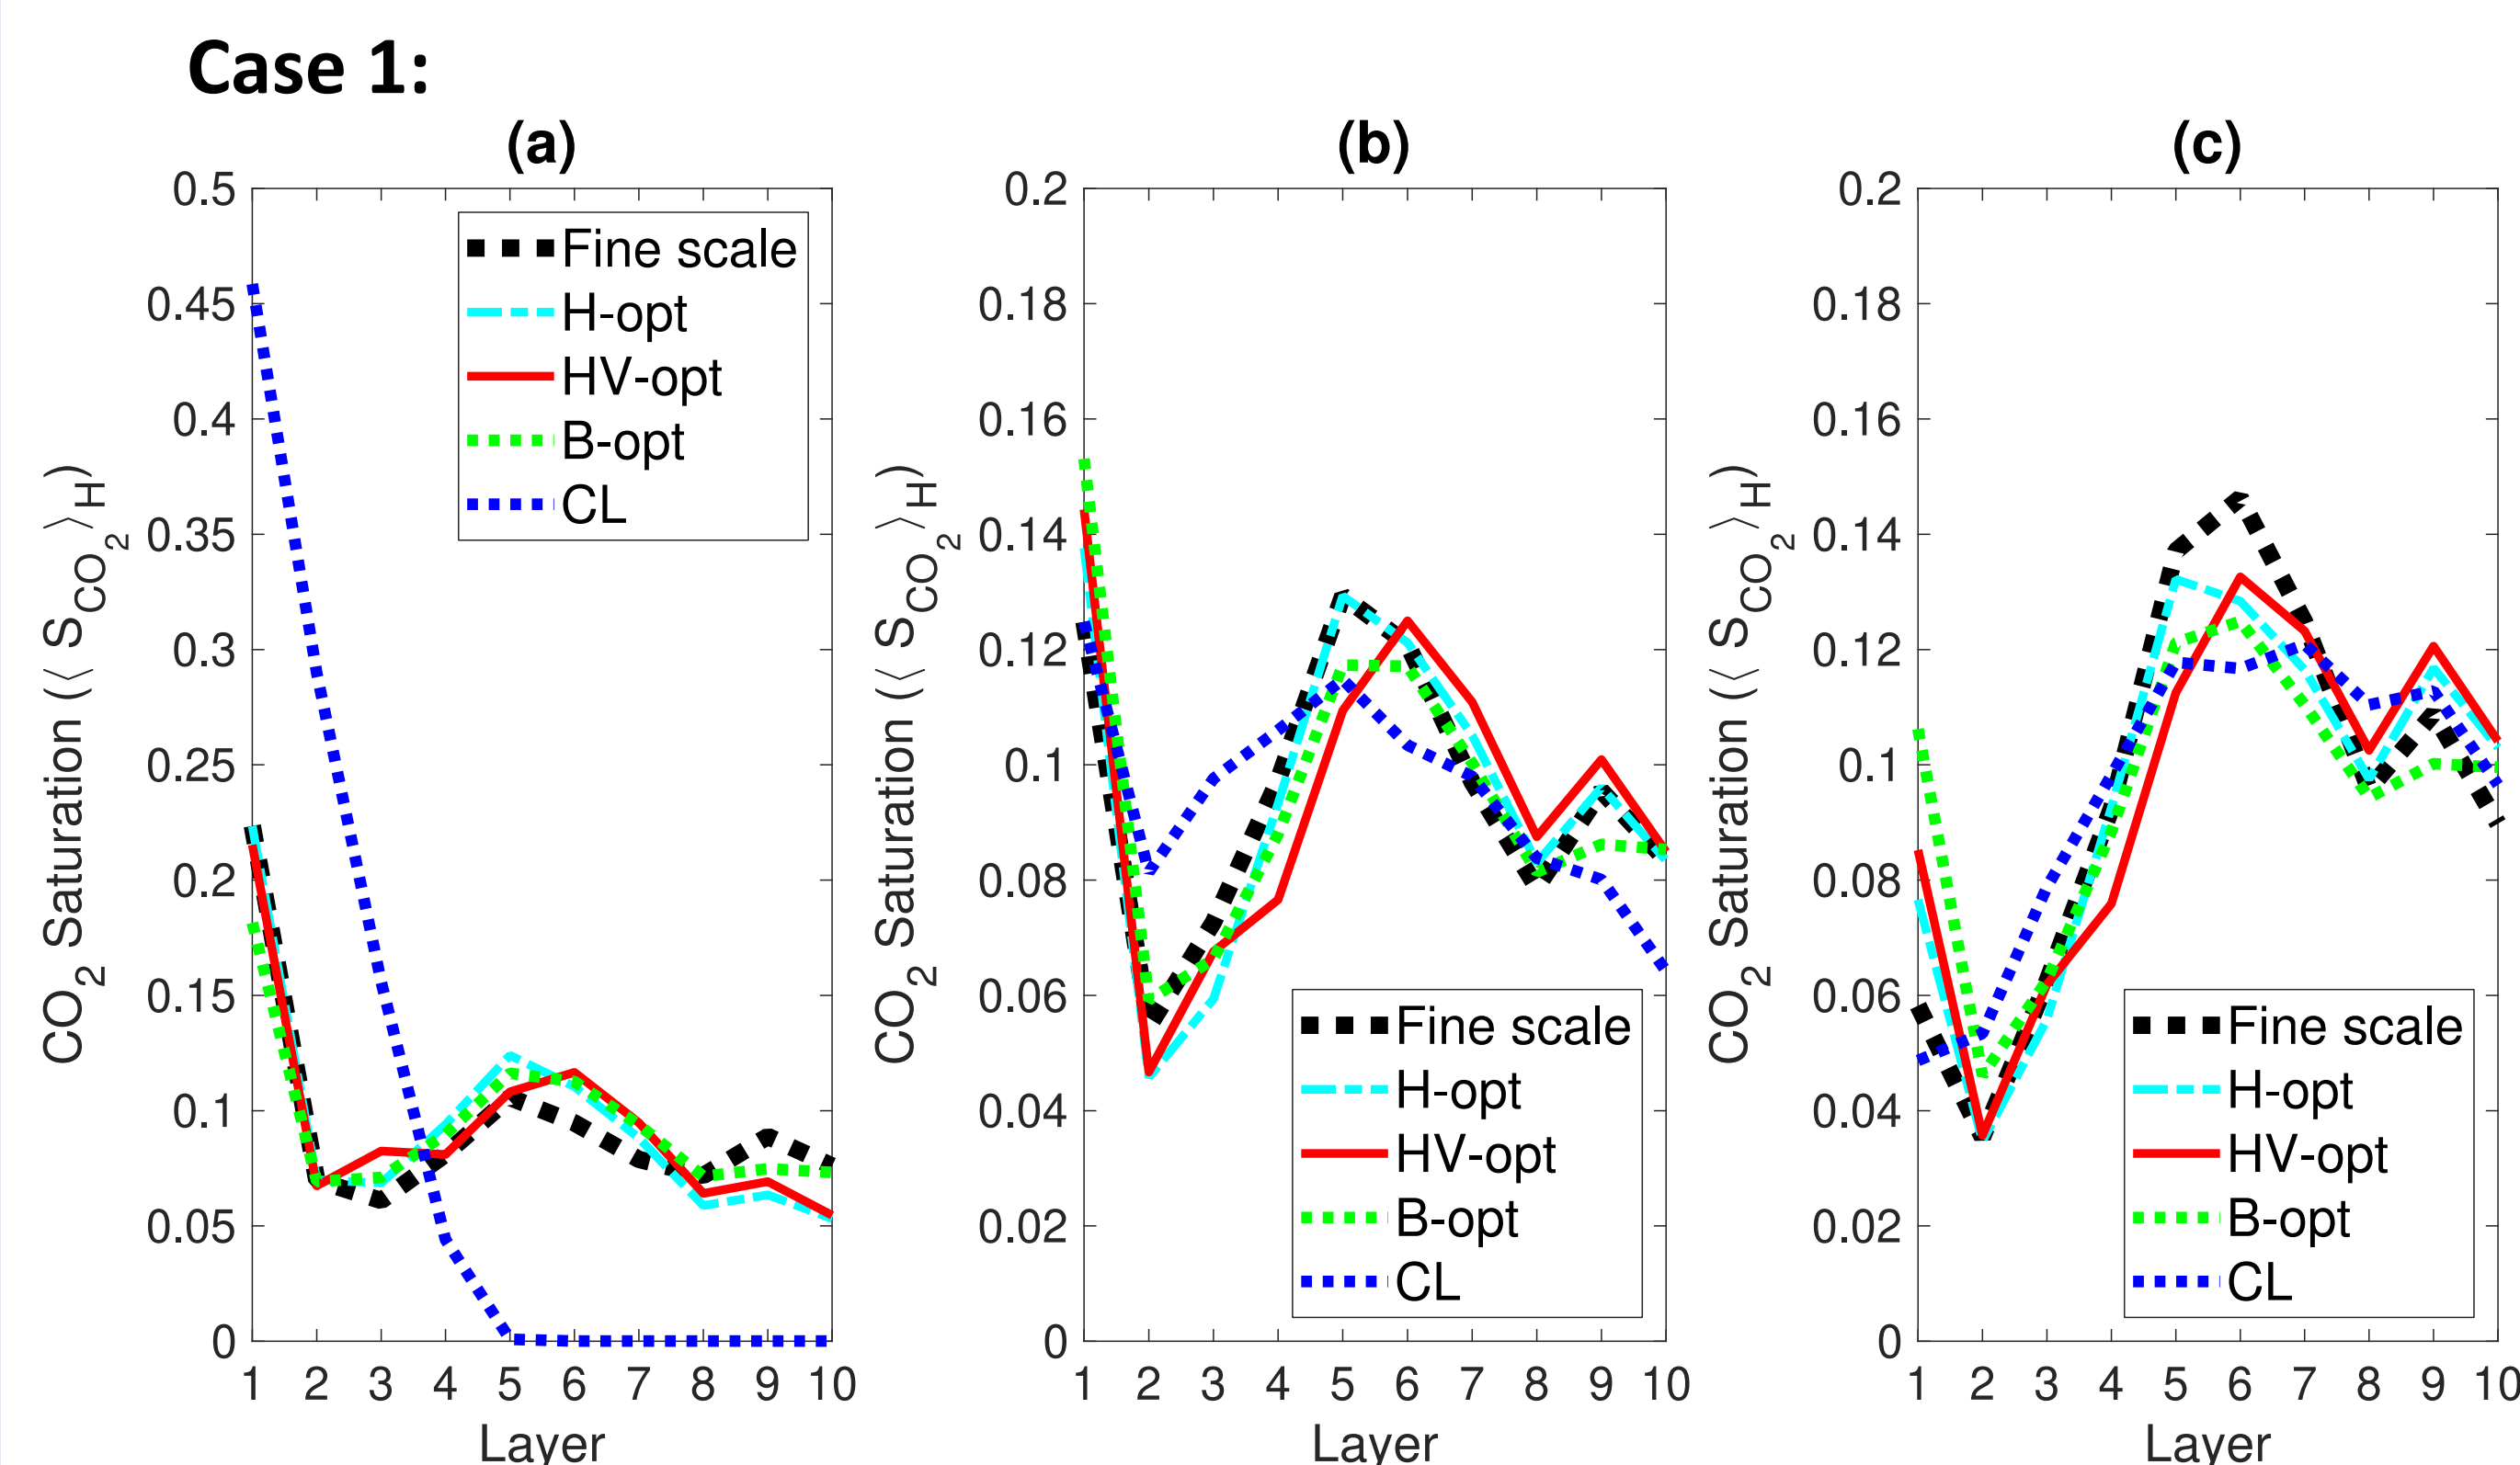 Case 1:
(a)
0.5
0.45
0.4
0.35
0.3
0.25
0.2
0.15
0.1
0.05
0
CO2 Saturation (⟨ SCO2⟩H)
1 2 3 4 5 6 7 8 9 10
Layer
Fine scale
H-opt
HV-opt
B-opt
CL
(b)
0.2
0.18
0.16
0.14
0.12
0.1
0.08
0.06
0.04
0.02
0
CO2 Saturation (⟨ SCO2⟩H)
1 2 3 4 5 6 7 8 9 10
Layer
Fine scale
H-opt
HV-opt
B-opt
CL
(c)
0.2
0.18
0.16
0.14
0.12
0.1
0.08
0.06
0.04
0.02
0
CO2 Saturation (⟨ SCO2⟩H)
1 2 3 4 5 6 7 8 9 10
Layer
Fine scale
H-opt
HV-opt
B-opt
CL